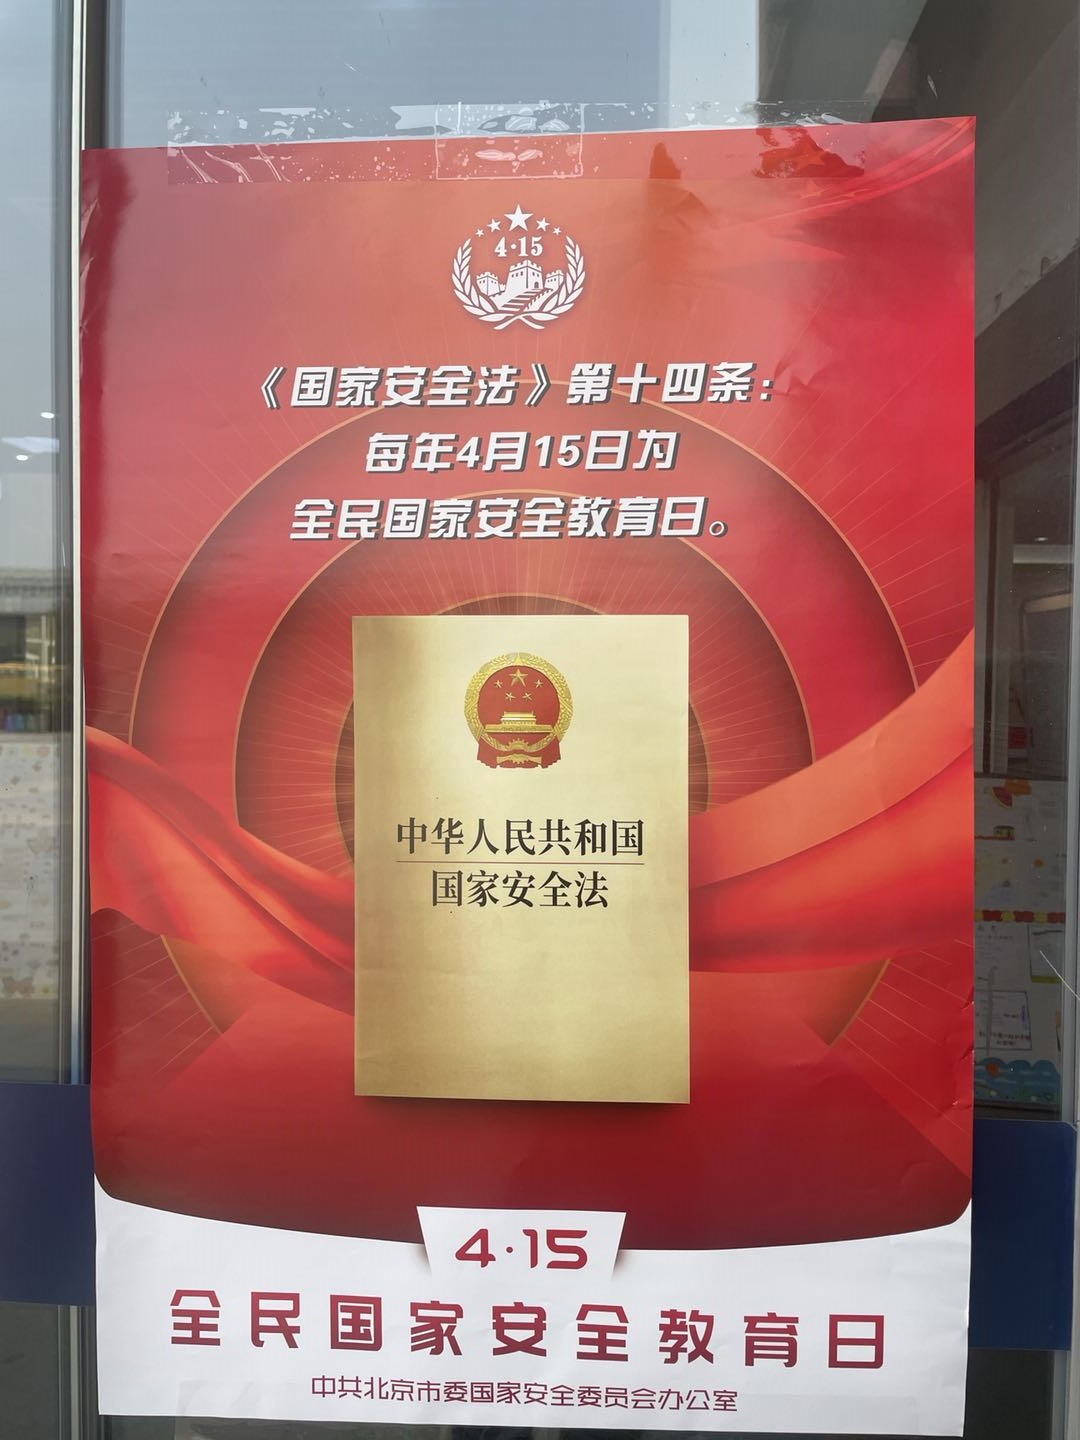 4·15
《国家安全法》第十四条：
每年4月15日为
全民国家安全教育日。
中华人民共和国
国家安全法
4·15
全民国家安全教育日
中共北京市委国家安全委员会办公室